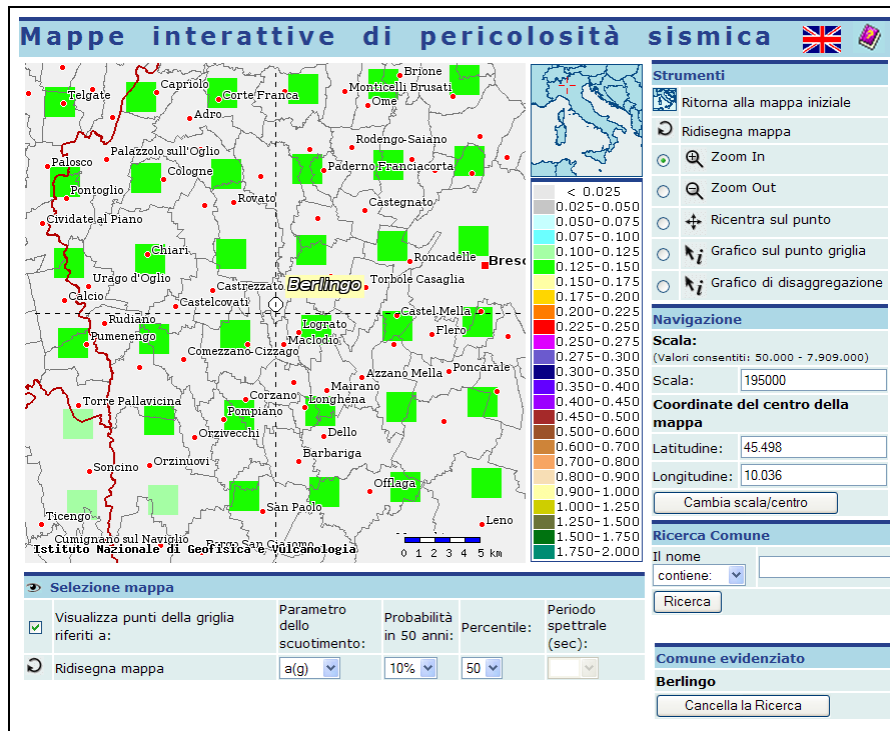 Mappe interattive di pericolosità sismica
Telgate
Capriolo
Corte Franca
Brione
Monticelli Brusati
Ome
Adro
Rodengo-Saiano
Palosco
Palazzolo sull'Oglio
Cologne
Paderno Franciacorta
Pontoglio
Rovato
Castegnato
Cividate al Piano
Chiari
Roncadelle
Bresc
Urago d'Oglio
Castrezzato
Berlingo
Torbole Casaglia
Calcio
Castelcovati
Castel Mella
Rudiano
Lograto
Flero
Pumenengo
Maclodio
Comezzano-Cizzago
Azzano Mella
Poncarale
Mairano
Torre Pallavicina
Corzano
Longhena
Pompiano
Orzivecchi
Dello
Barbariga
Soncino
Orzinuovi
Offlaga
San Paolo
Ticengo
Leno
Cumignano sul Naviglio
Borgo San Giacomo
Istituto Nazionale di Geofisica e Vulcanologia
0 1 2 3 4 5 km
< 0.025
0.025-0.050
0.050-0.075
0.075-0.100
0.100-0.125
0.125-0.150
0.150-0.175
0.175-0.200
0.200-0.225
0.225-0.250
0.250-0.275
0.275-0.300
0.300-0.350
0.350-0.400
0.400-0.450
0.450-0.500
0.500-0.600
0.600-0.700
0.700-0.800
0.800-0.900
0.900-1.000
1.000-1.250
1.250-1.500
1.500-1.750
1.750-2.000
Strumenti
Ritorna alla mappa iniziale
Ridisegna mappa
Zoom In
Zoom Out
Ricentra sul punto
Grafico sul punto griglia
Grafico di disaggregazione
Navigazione
Scala:
(Valori consentiti: 50.000 - 7.909.000)
Scala: 195000
Coordinate del centro della
mappa
Latitudine: 45.498
Longitudine: 10.036
Cambia scala/centro
Ricerca Comune
Il nome
contiene:
Ricerca
Comune evidenziato
Berlingo
Cancella la Ricerca
Selezione mappa
Visualizza punti della griglia
riferiti a:
Parametro
dello
scuotimento:
Probabilità
in 50 anni:
Percentile:
Periodo
spettrale
(sec):
Ridisegna mappa
a(g)
10%
50